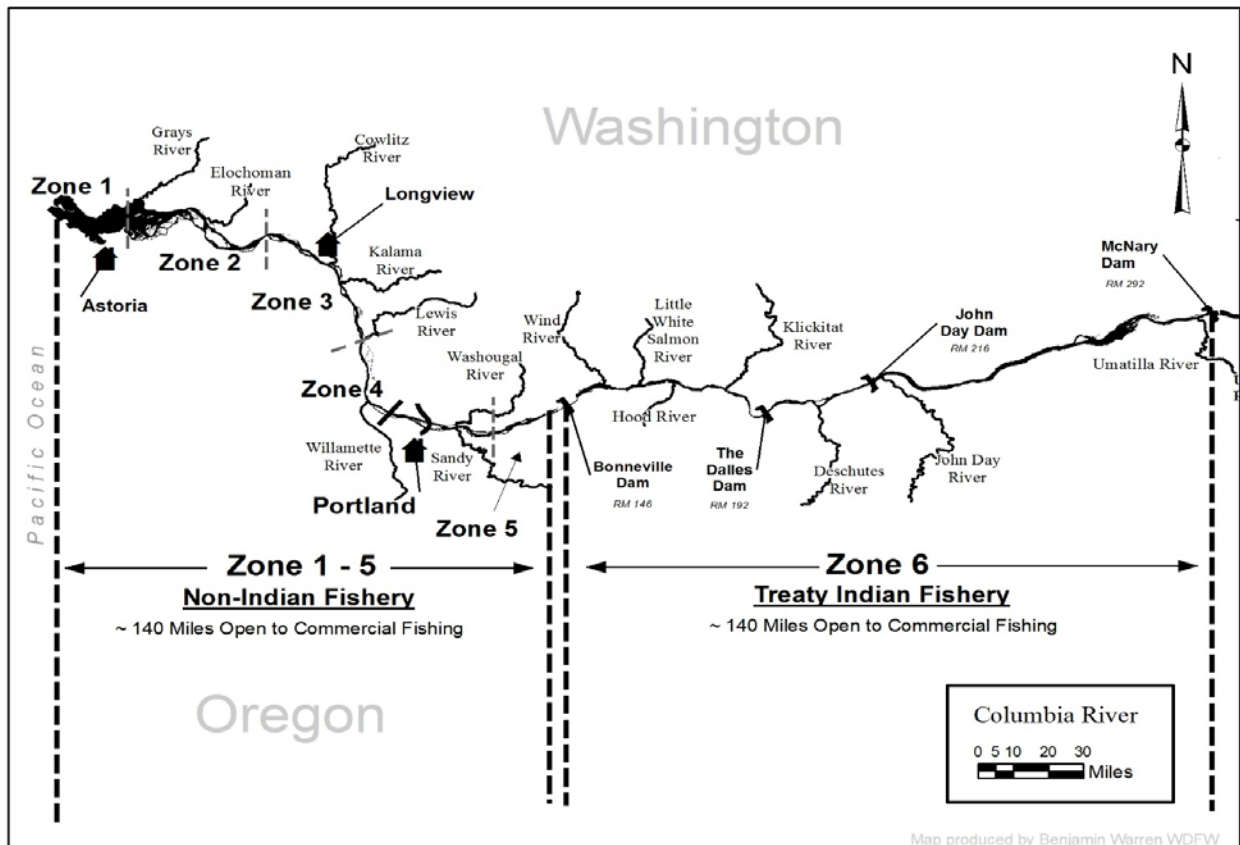 N
Washington
Grays
River
Cowlitz
River
Elochoman
River
Zone 1
Longview
Zone 2
Kalama
River
McNary
Dam
RM 292
Astoria
Zone 3
Lewis
River
Wind
River
Little
White
Salmon
River
Klickitat
River
John
Day Dam
RM 216
Umatilla River
Washougal
River
Zone 4
Hood River
Pacific Ocean
Willamette
River
Sandy
River
Portland
Zone 5
Bonneville
Dam
RM 146
The
Dalles
Dam
RM 192
Deschutes
River
John Day
River
Zone 1 - 5
Non-Indian Fishery
~ 140 Miles Open to Commercial Fishing
Zone 6
Treaty Indian Fishery
~ 140 Miles Open to Commercial Fishing
Oregon
Columbia River
0 5 10 20 30
Miles
Map produced by Benjamin Warren WDFW